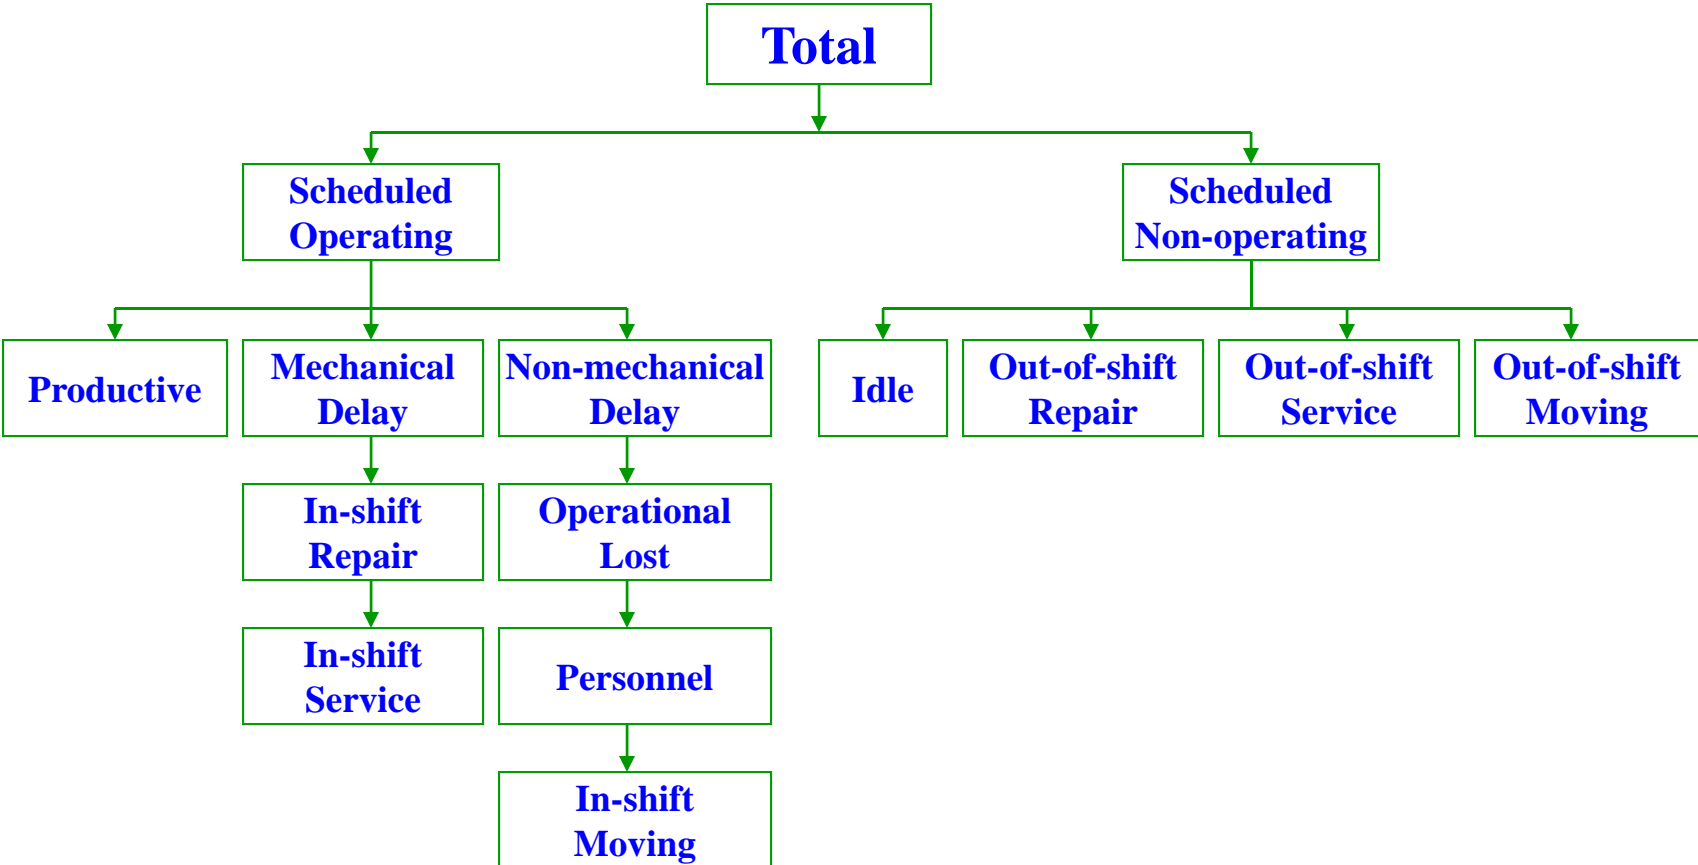 Total
Scheduled
Operating
Scheduled
Non-operating
Productive
Mechanical
Delay
Non-mechanical
Delay
Idle
Out-of-shift
Repair
Out-of-shift
Service
Out-of-shift
Moving
In-shift
Repair
Operational
Lost
In-shift
Service
Personnel
In-shift
Moving